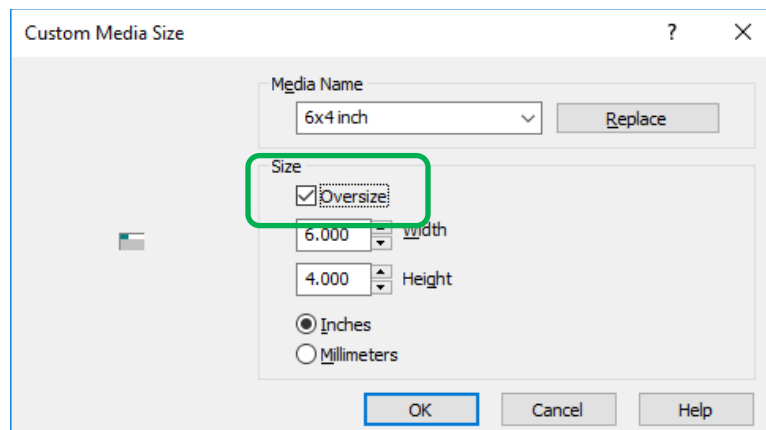 Custom Media Size ?
Media Name
6x4 inch
Replace
Size
Oversize
6.000 Width
4.000 Height
Inches
Millimeters
OK Cancel Help